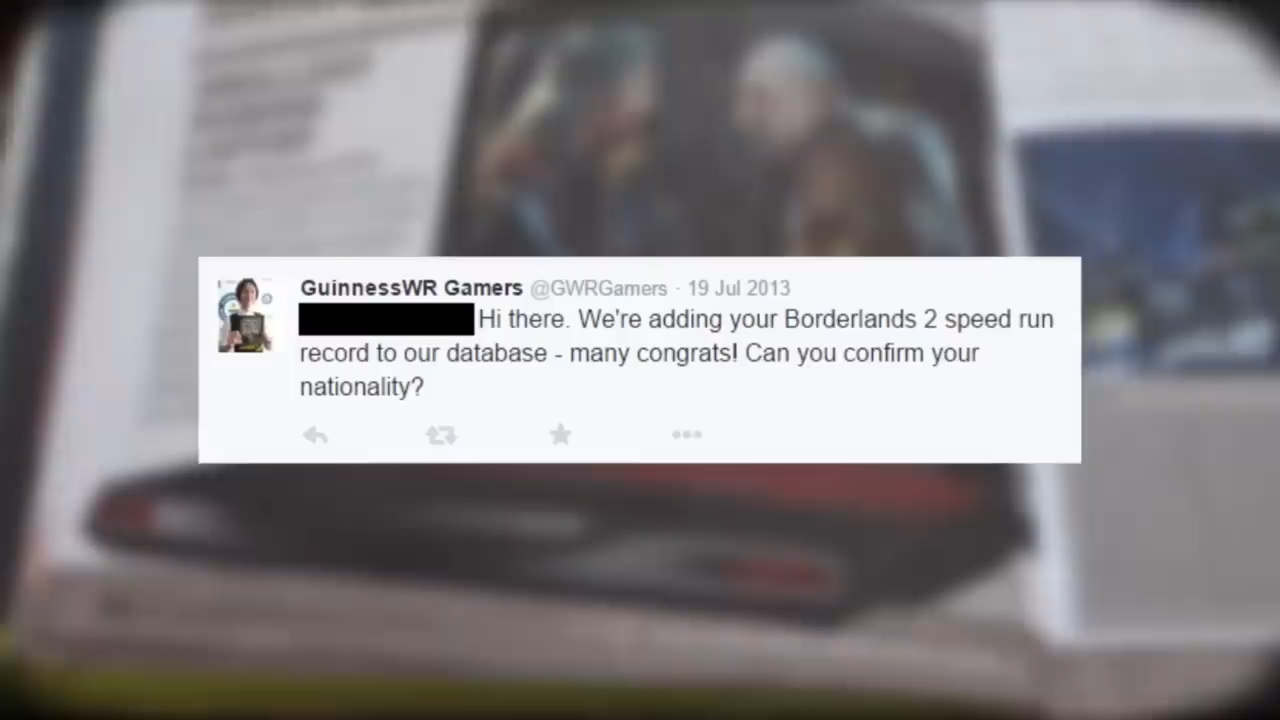 GuinnessWR Gamers @GWRGamers · 19 Jul 2013
Hi there. We're adding your Borderlands 2 speed run
record to our database - many congrats! Can you confirm your
nationality?